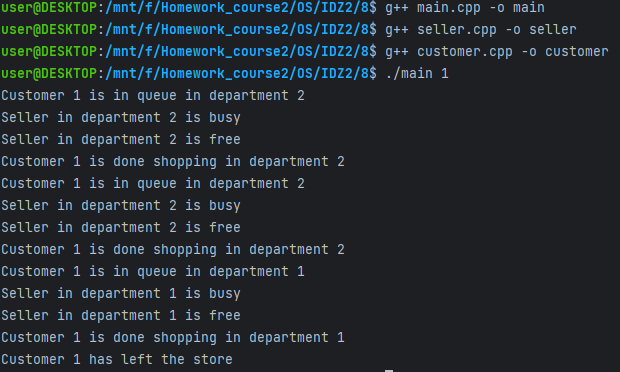 user@DESKTOP:/mnt/f/Homework_course2/OS/IDZ2/8$ g++ main.cpp -o main
user@DESKTOP:/mnt/f/Homework_course2/OS/IDZ2/8$ g++ seller.cpp -o seller
user@DESKTOP:/mnt/f/Homework_course2/OS/IDZ2/8$ g++ customer.cpp -o customer
user@DESKTOP:/mnt/f/Homework_course2/OS/IDZ2/8$ ./main 1
Customer 1 is in queue in department 2
Seller in department 2 is busy
Seller in department 2 is free
Customer 1 is done shopping in department 2
Customer 1 is in queue in department 2
Seller in department 2 is busy
Seller in department 2 is free
Customer 1 is done shopping in department 2
Customer 1 is in queue in department 1
Seller in department 1 is busy
Seller in department 1 is free
Customer 1 is done shopping in department 1
Customer 1 has left the store